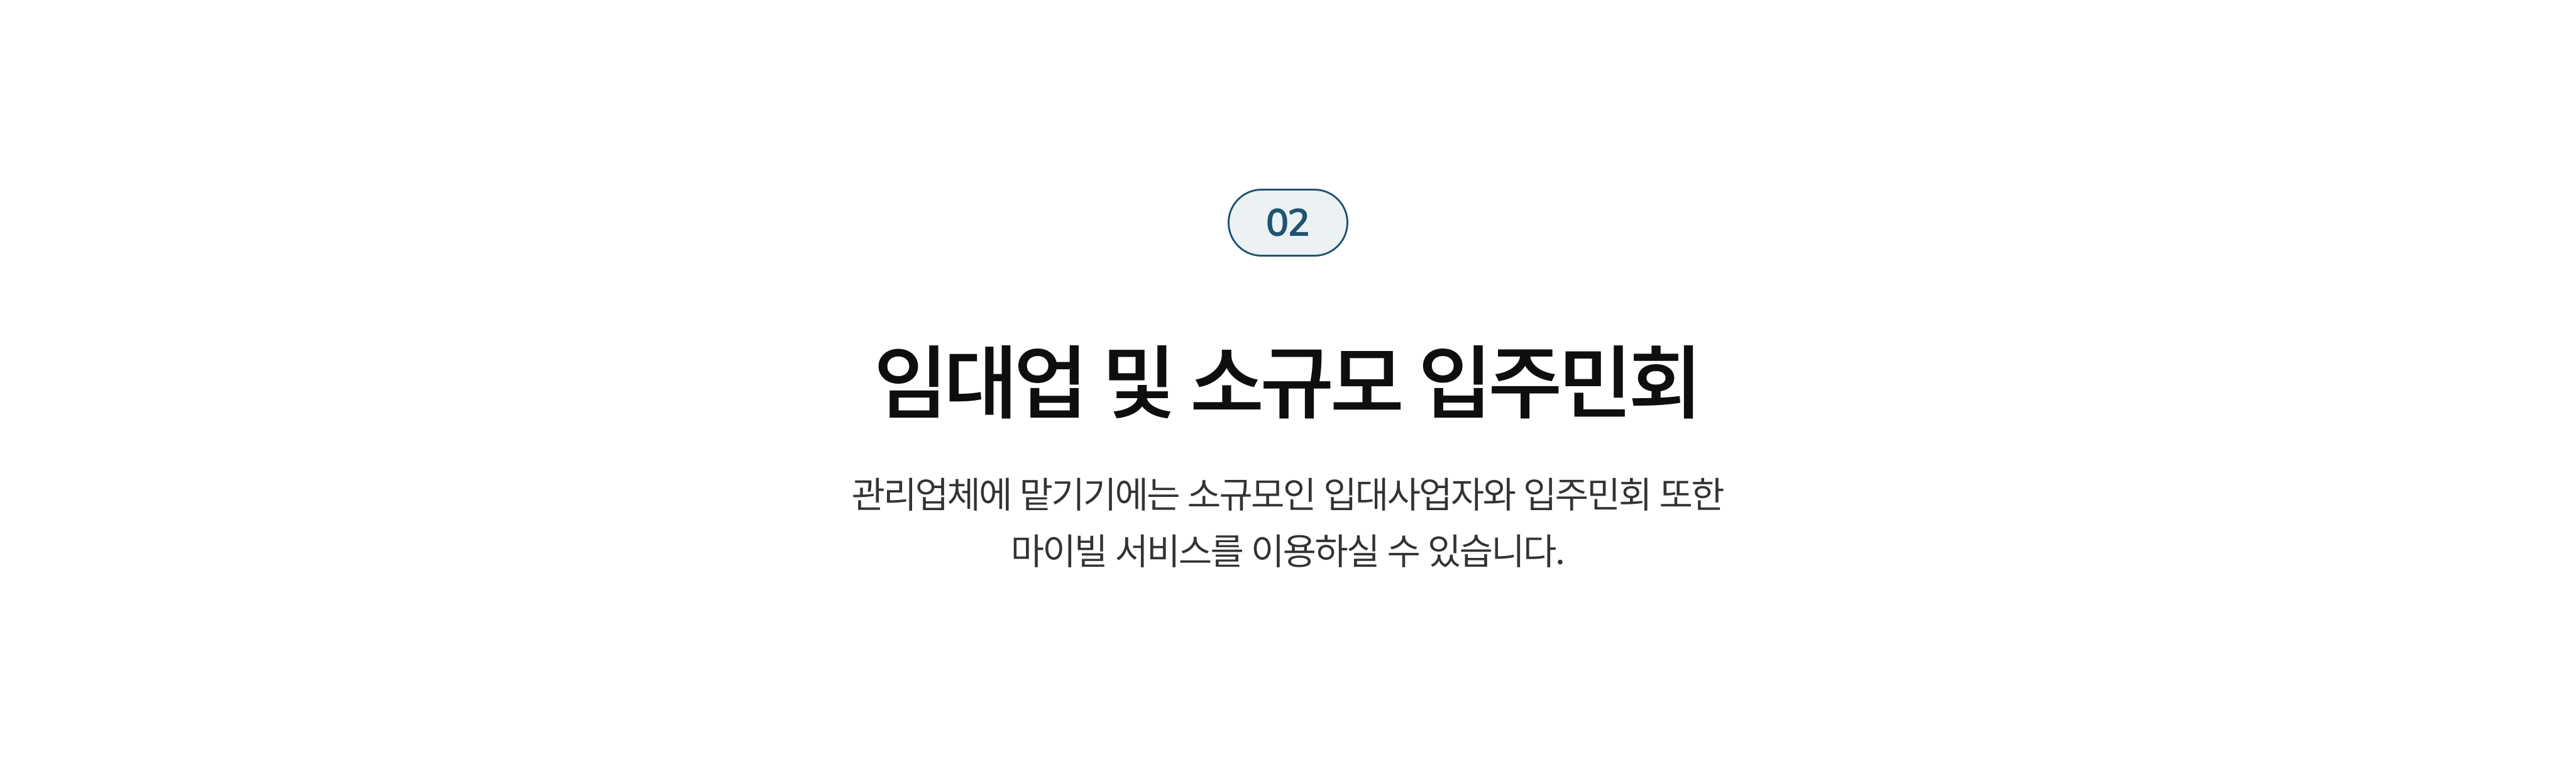 02
임대업 및 소규모 입주민회
관리업체에 맡기기에는 소규모인 입대사업자와 입주민회 또한
마이빌 서비스를 이용하실 수 있습니다.